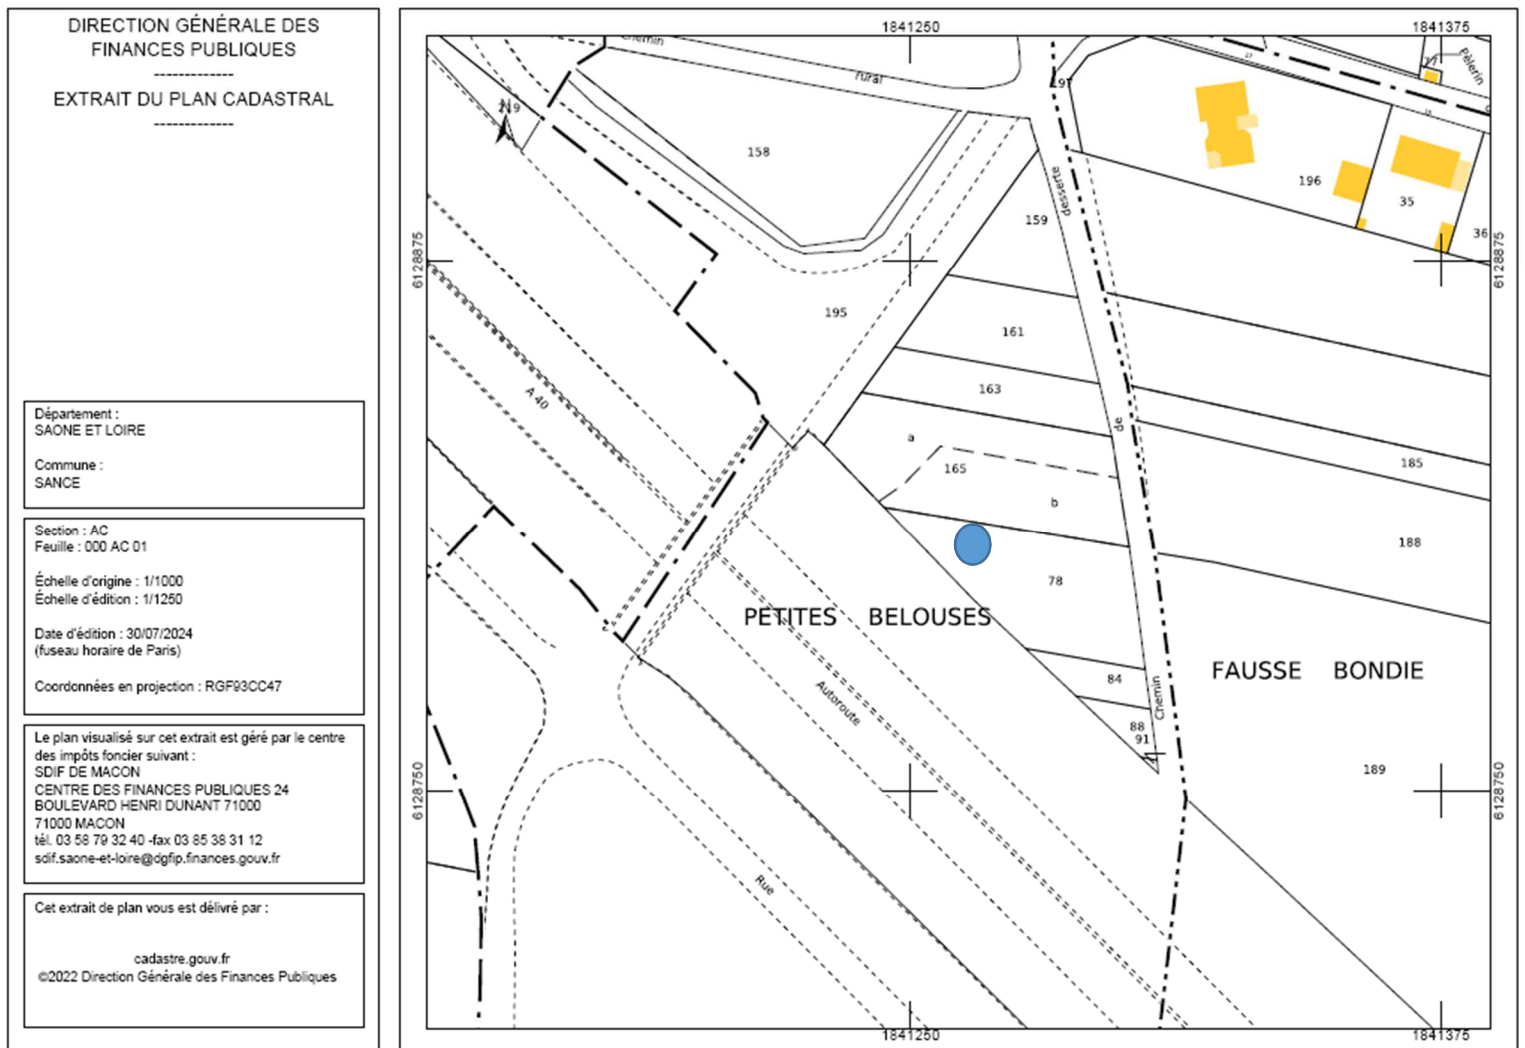 DIRECTION GÉNÉRALE DES
FINANCES PUBLIQUES
-------------
EXTRAIT DU PLAN CADASTRAL
-------------
Département :
SAONE ET LOIRE
Commune :
SANCE
Section : AC
Feuille : 000 AC 01
Échelle d'origine : 1/1000
Échelle d'édition : 1/1250
Date d'édition : 30/07/2024
(fuseau horaire de Paris)
Coordonnées en projection : RGF93CC47
Le plan visualisé sur cet extrait est géré par le centre
des impôts foncier suivant :
SDIF DE MACON
CENTRE DES FINANCES PUBLIQUES 24
BOULEVARD HENRI DUNANT 71000
71000 MACON
tél. 03 58 79 32 40 -fax 03 85 38 31 12
sdif.saone-et-loire@dgfip.finances.gouv.fr
Cet extrait de plan vous est délivré par :
cadastre.gouv.fr
©2022 Direction Générale des Finances Publiques
1841250
1841375
Chemin
rural
Pèlerin
77
197
158
196
35
36
desserte
159
6128875
6128875
195
161
163
A 40
de
a
165
b
185
188
78
PETITES BELOUSES
84
Autoroute
Chemin
FAUSSE BONDIE
88
91
189
6128750
6128750
Rue
1841250
1841375